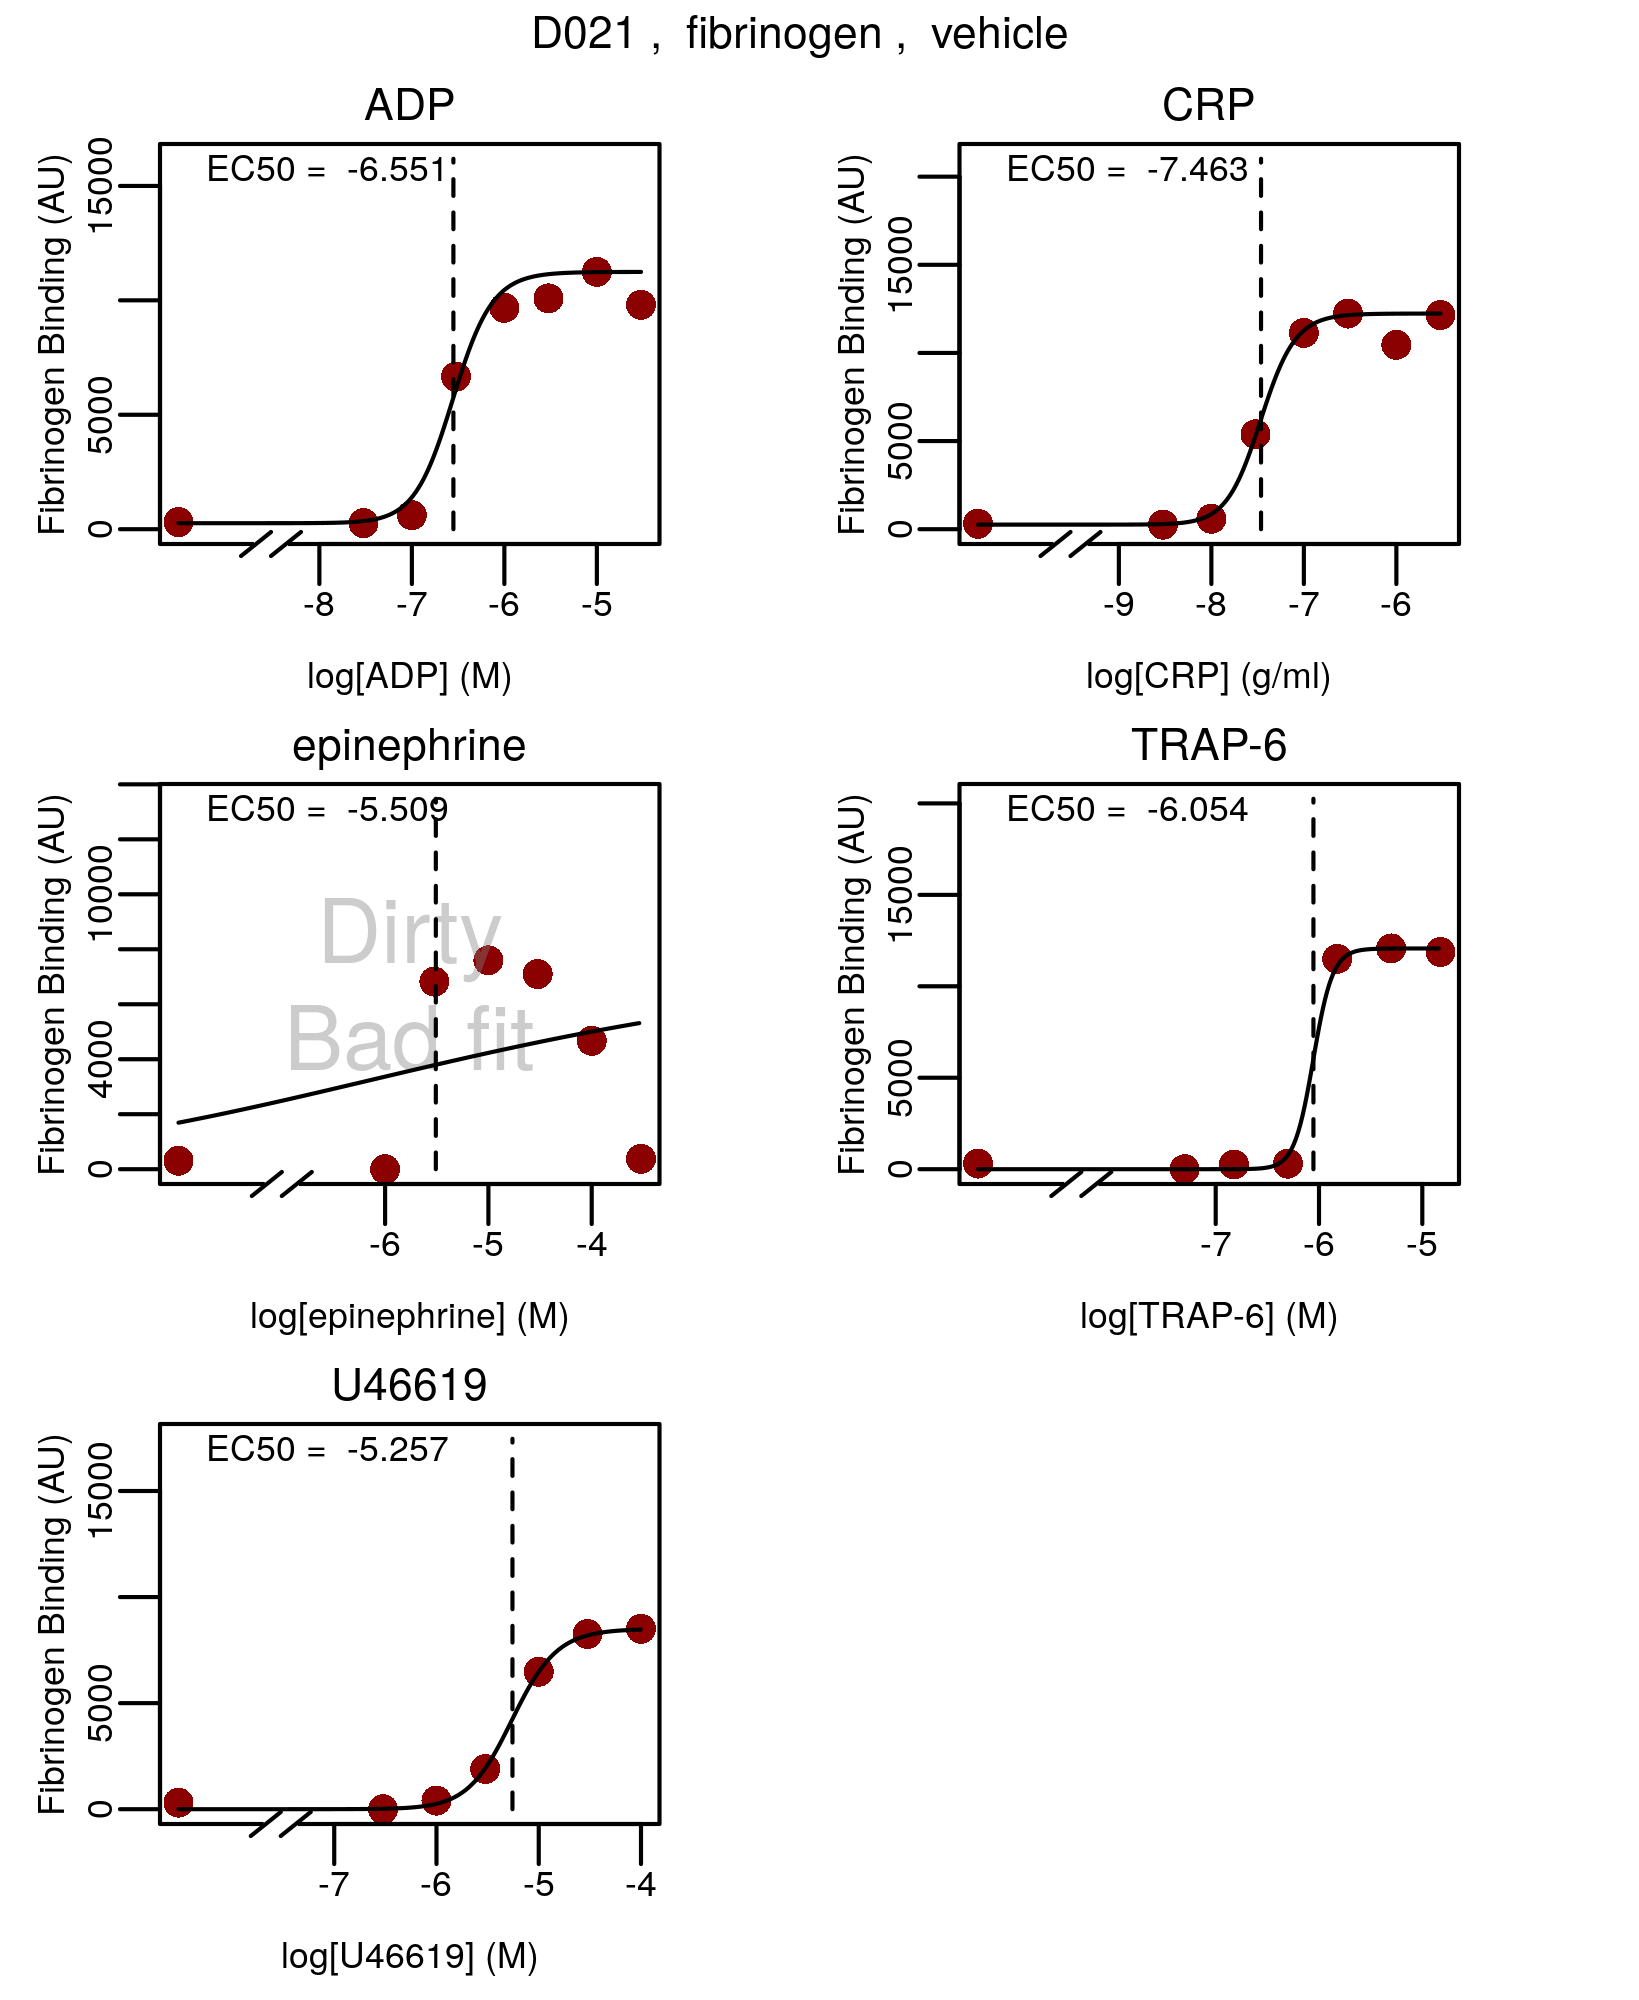 D021 ,  fibrinogen ,  vehicle
ADP
EC50 =  -6.551
Fibrinogen Binding (AU)
15000
5000
0
-8 -7 -6 -5
log[ADP] (M)
CRP
EC50 =  -7.463
Fibrinogen Binding (AU)
15000
5000
0
-9 -8 -7 -6
log[CRP] (g/ml)
epinephrine
EC50 =  -5.509
Fibrinogen Binding (AU)
10000
4000
0
Dirty
Bad fit
-6 -5 -4
log[epinephrine] (M)
TRAP-6
EC50 =  -6.054
Fibrinogen Binding (AU)
15000
5000
0
-7 -6 -5
log[TRAP-6] (M)
U46619
EC50 =  -5.257
Fibrinogen Binding (AU)
15000
5000
0
-7 -6 -5 -4
log[U46619] (M)